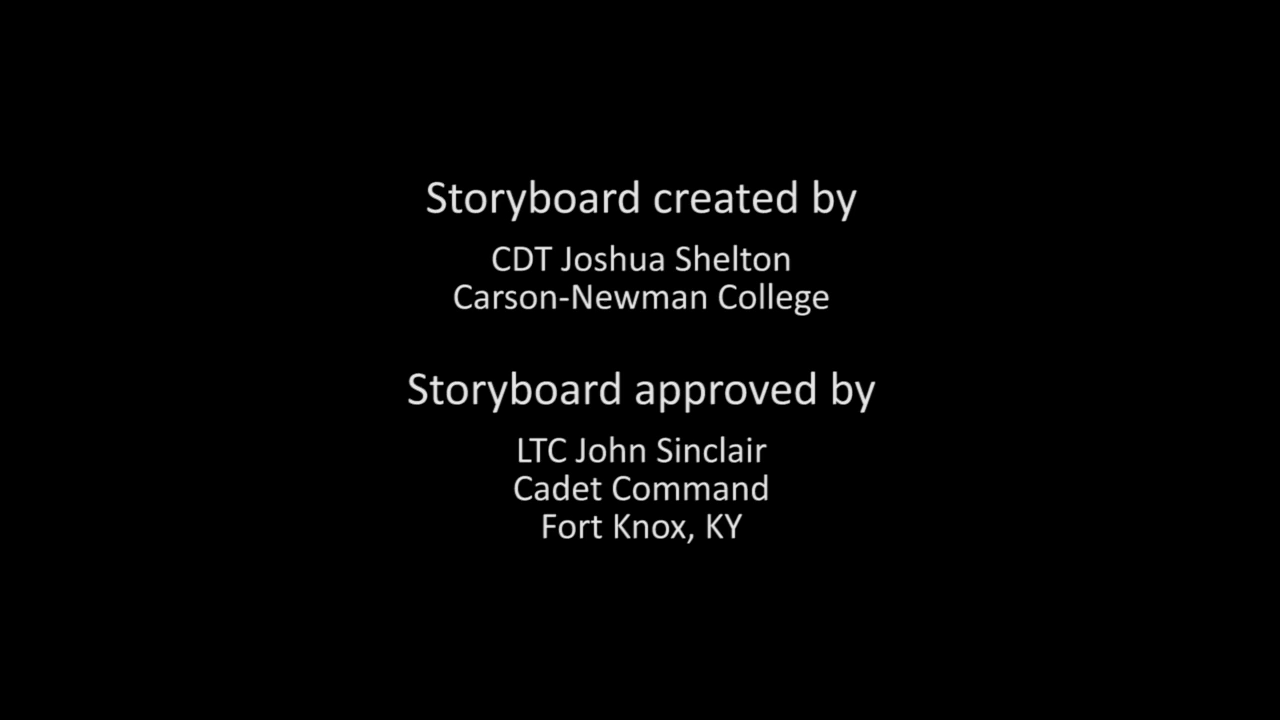 Storyboard created by
CDT Joshua Shelton
Carson-Newman College
Storyboard approved by
LTC John Sinclair
Cadet Command
Fort Knox, KY